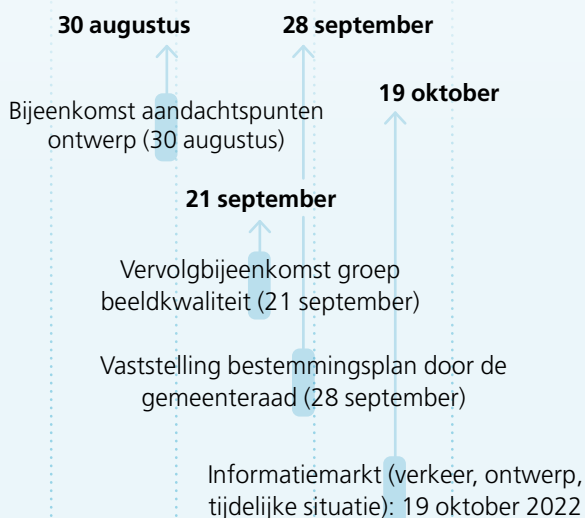 30 augustus
28 september
Bijeenkomst aandachtspunten
ontwerp (30 augustus)
19 oktober
21 september
Vervolgbijeenkomst groep
beeldkwaliteit (21 september)
Vaststelling bestemmingsplan door de
gemeenteraad (28 september)
Informatiemarkt (verkeer, ontwerp,
tijdelijke situatie): 19 oktober 2022